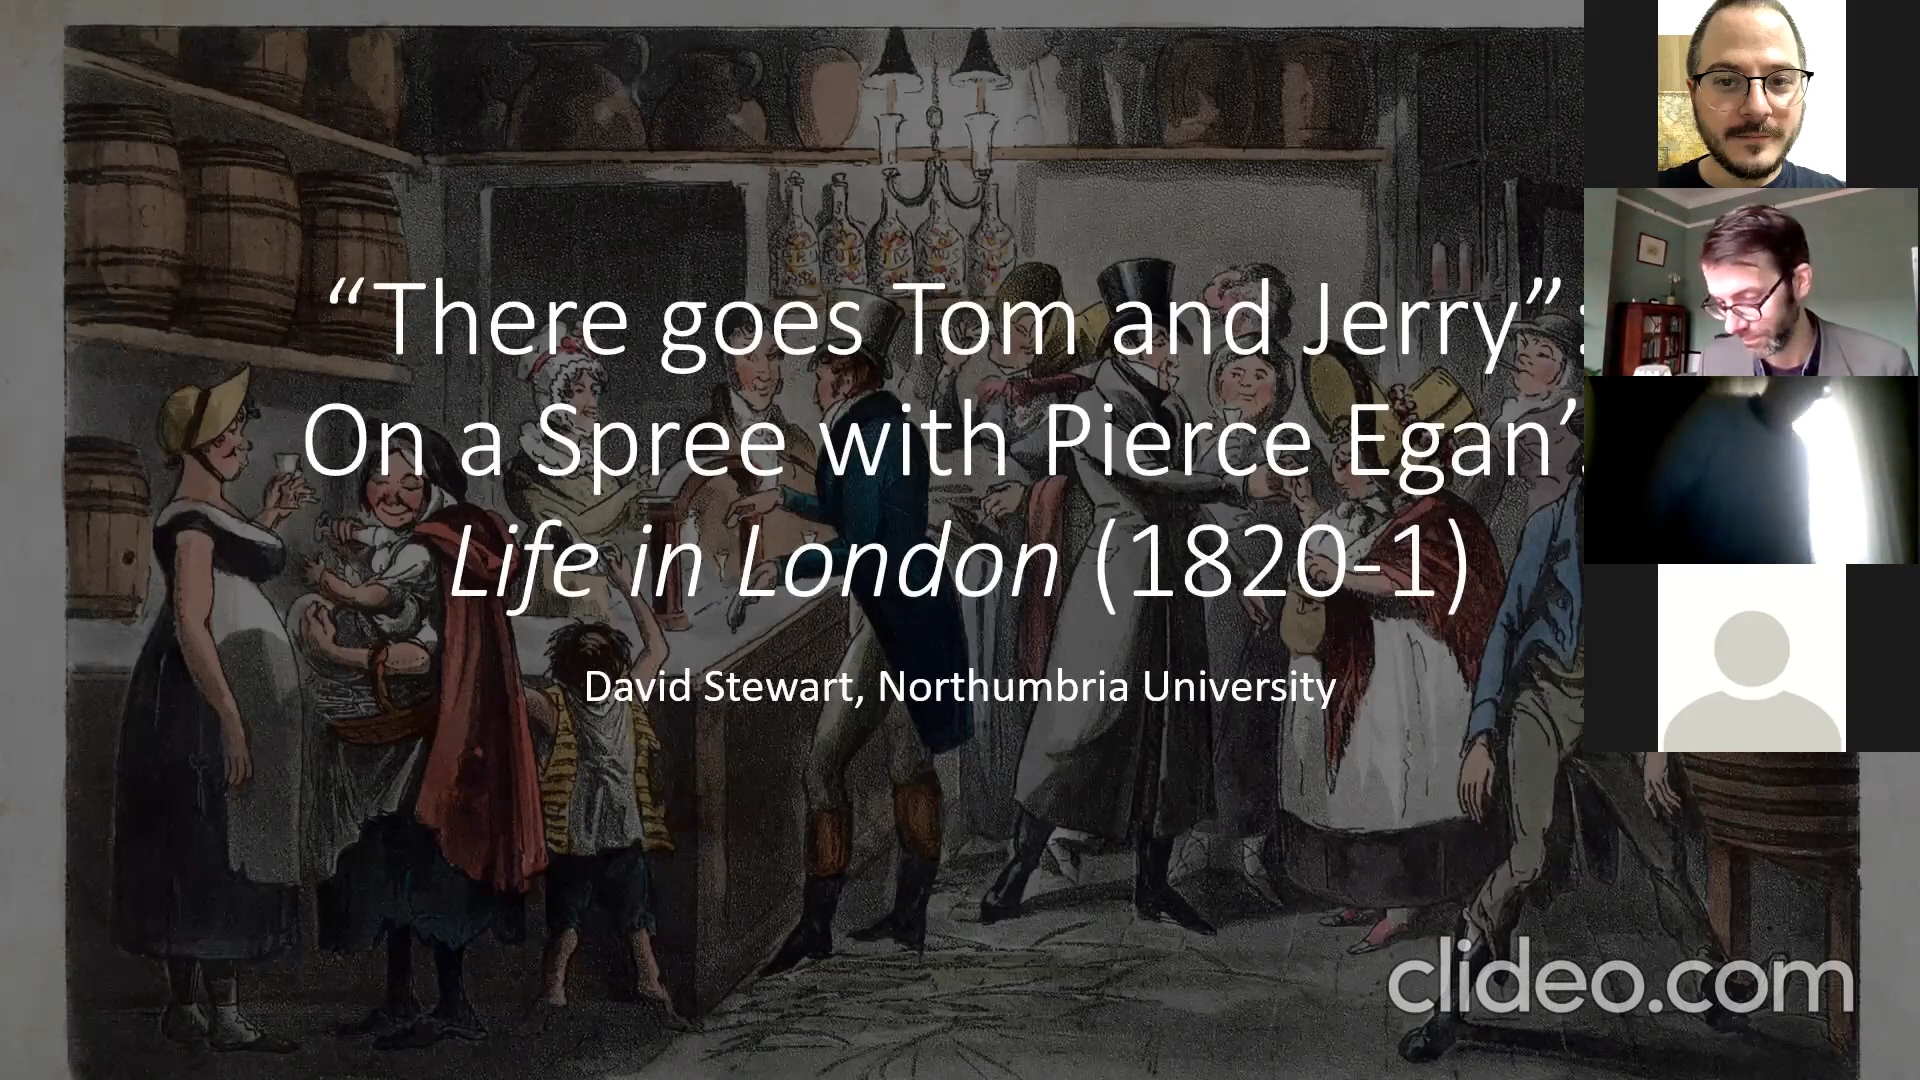 “There goes Tom and Jerry”:
On a Spree with Pierce Egan’
Life in London (1820-1)
David Stewart, Northumbria University
clideo.com